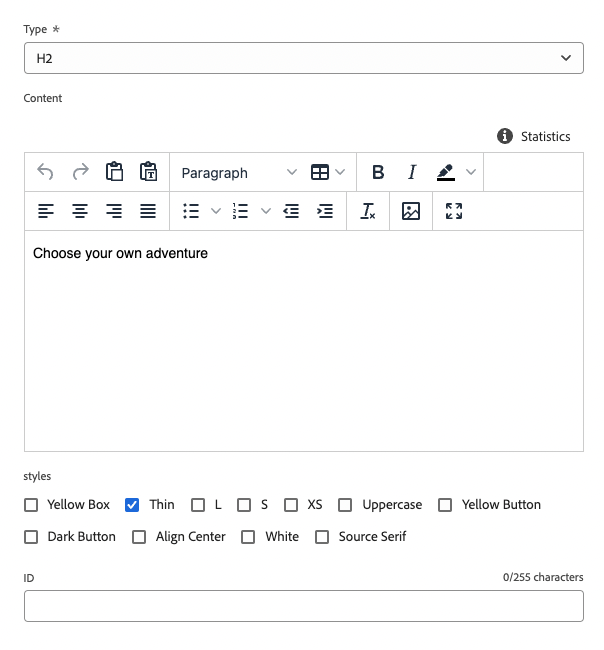 Type *
H2
Content
Statistics
Paragraph
B I
Choose your own adventure
styles
Yellow Box Thin L S XS Uppercase Yellow Button
Dark Button Align Center White Source Serif
ID 0/255 characters